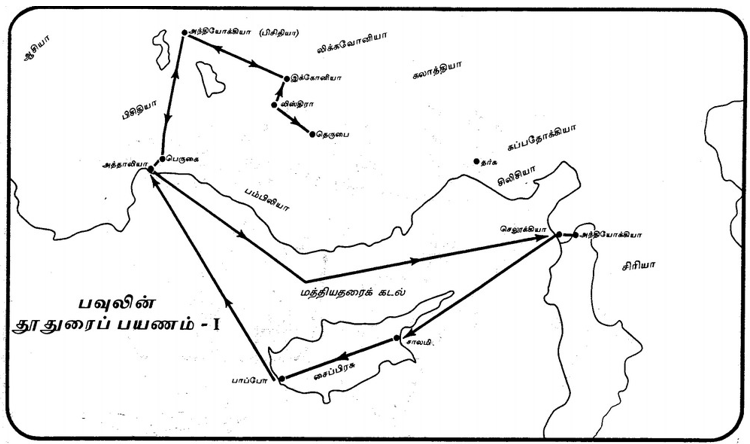 அந்தியோக்கியா (பிசிதியா)
ஆசியா
லிக்கவோனியா
இக்கோனியா
கலாத்தியா
பிசிதியா
லிஸ்திரா
தெருபை
கப்பதோக்கியா
பெருகை
அத்தாலியா
தர்சு
சிலிசியா
பம்பிலியா
செலூக்கியா
அந்தியோக்கியா
சிரியா
மத்தியதரைக் கடல்
பவுலின்
தூதுரைப் பயணம் - I
சாலமி.
சைப்பிரசு
பாப்போ